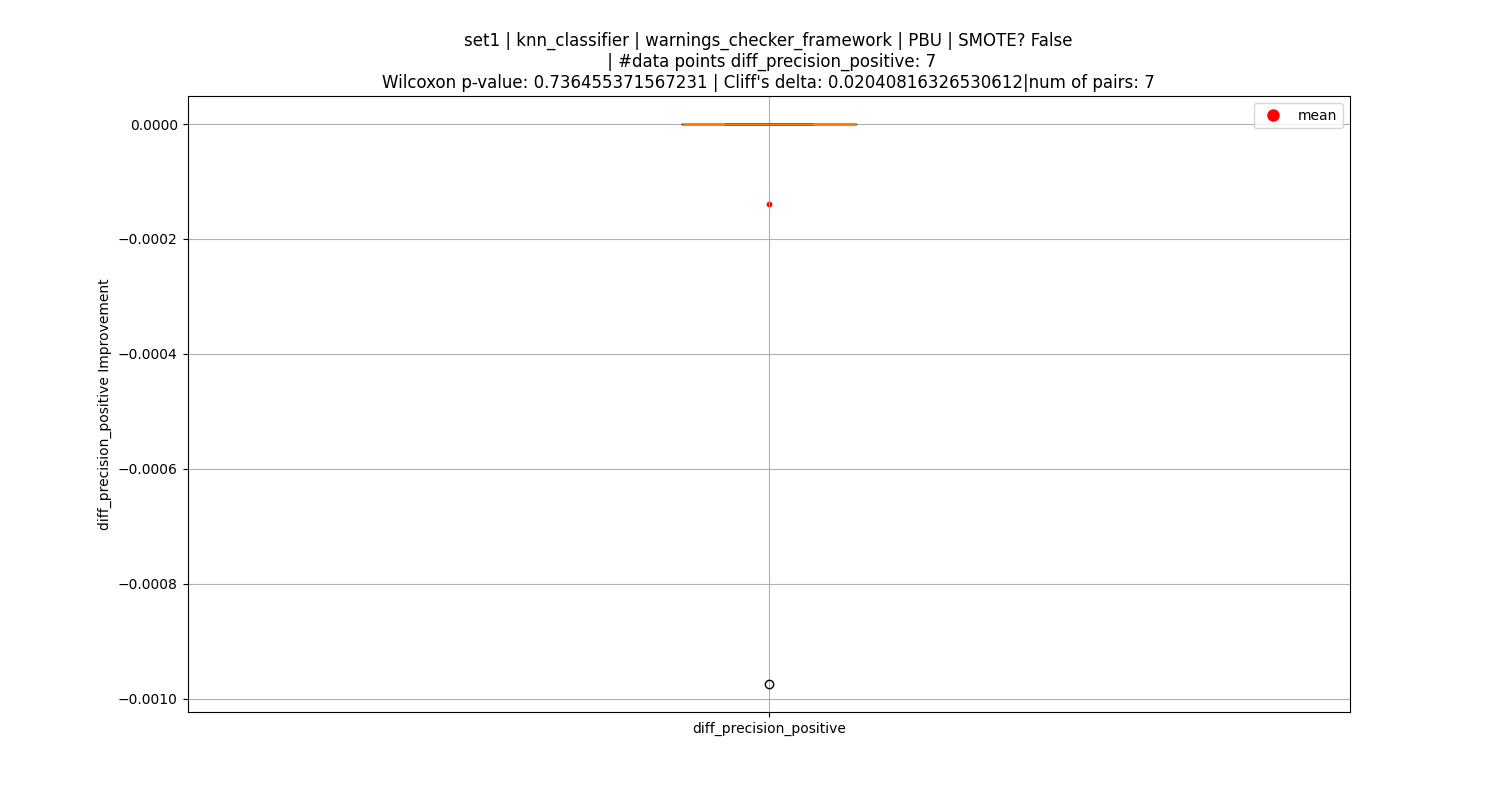 set1 | knn_classifier | warnings_checker_framework | PBU | SMOTE? False
| #data points diff_precision_positive: 7
Wilcoxon p-value: 0.736455371567231 | Cliff's delta: 0.02040816326530612|num of pairs: 7
mean
0.0000
−0.0002
−0.0004
−0.0006
−0.0008
−0.0010
diff_precision_positive Improvement
diff_precision_positive